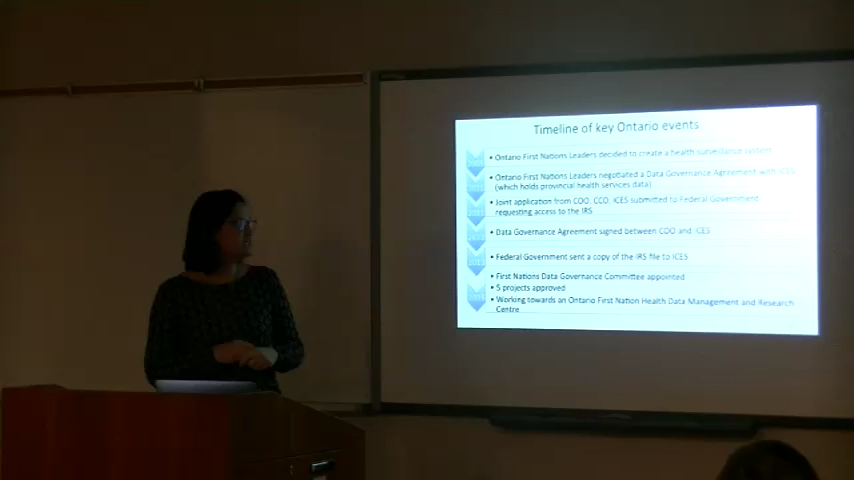 Timeline of key Ontario events
• Ontario First Nations Leaders decided to create a health surveillance system
• Ontario First Nations Leaders negotiated a Data Governance Agreement with ICES
(which holds provincial health services data)
• Joint application from COO, CCO, ICES submitted to Federal Government
requesting access to the IRS
• Data Governance Agreement signed between COO and ICES
• Federal Government sent a copy of the IRS file to ICES
• First Nations Data Governance Committee appointed
• 5 projects approved
• Working towards an Ontario First Nation Health Data Management and Research
Centre